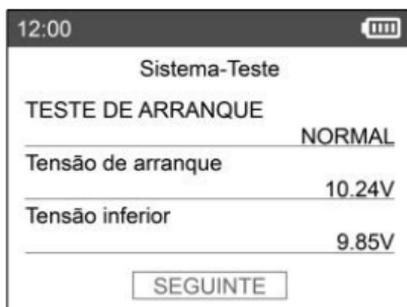 12:00
Sistema-Teste
TESTE DE ARRANQUE
NORMAL
Tensão de arranque
10.24V
Tensão inferior
9.85V
SEGUINTE